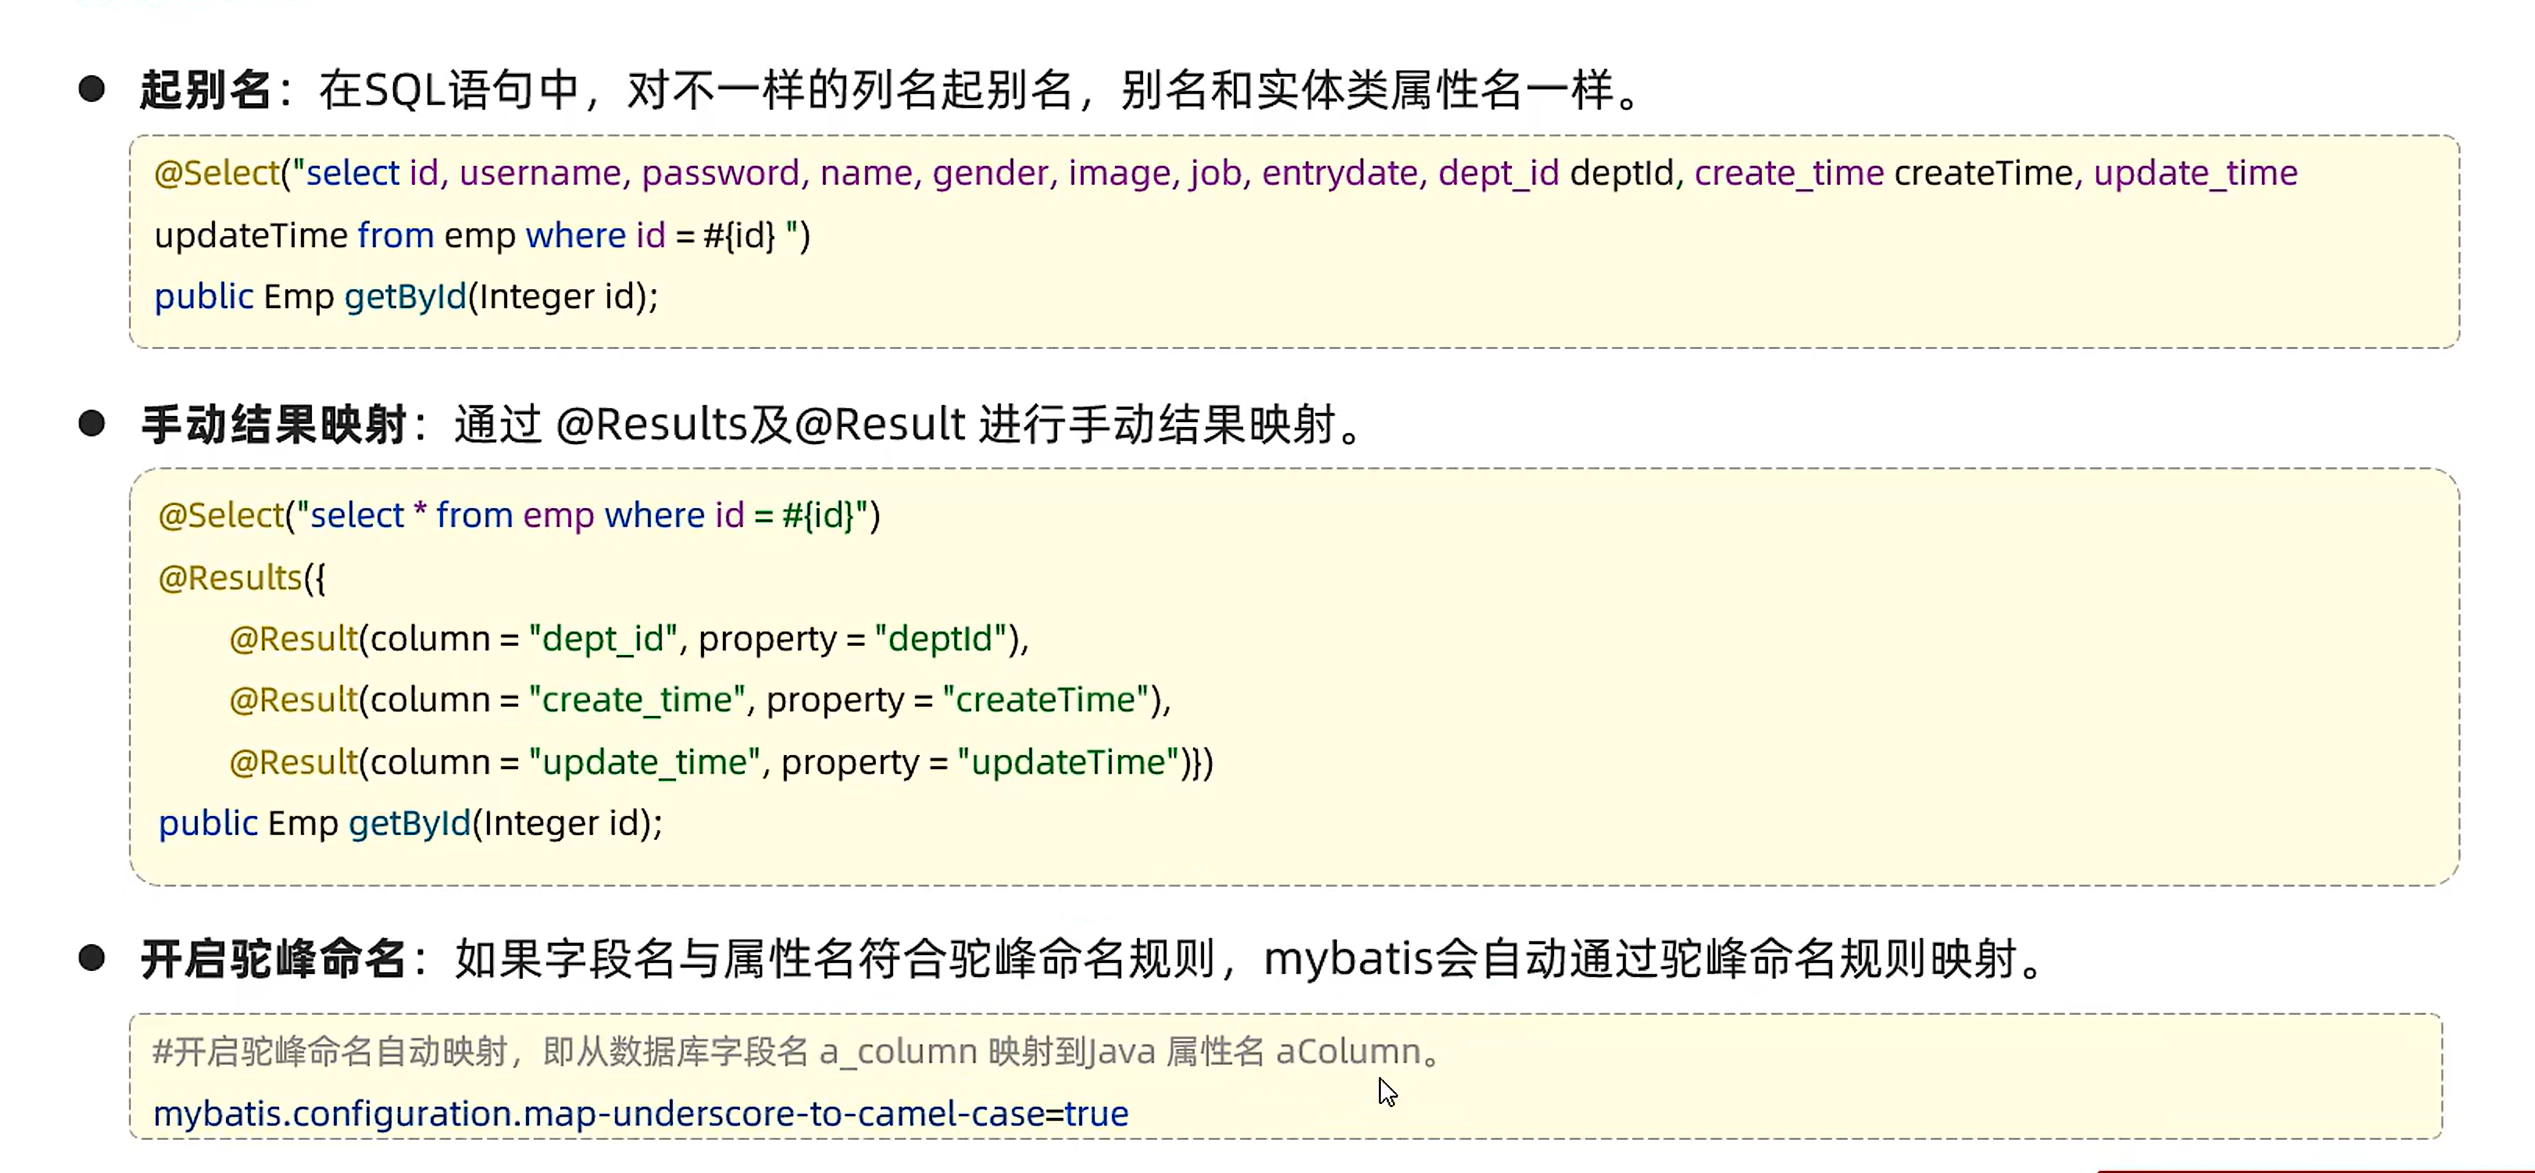 ● 起别名：在SQL语句中，对不一样的列名起别名，别名和实体类属性名一样。
@Select("select id, username, password, name, gender, image, job, entrydate, dept_id deptId, create_time createTime, update_time
updateTime from emp where id = #{id} ")
public Emp getById(Integer id);
● 手动结果映射：通过 @Results及@Result 进行手动结果映射。
@Select("select * from emp where id = #{id}")
@Results({
@Result(column = "dept_id", property = "deptId"),
@Result(column = "create_time", property = "createTime"),
@Result(column = "update_time", property = "updateTime")})
public Emp getById(Integer id);
● 开启驼峰命名：如果字段名与属性名符合驼峰命名规则，mybatis会自动通过驼峰命名规则映射。
#开启驼峰命名自动映射，即从数据库字段名 a_column 映射到Java 属性名 aColumn。
mybatis.configuration.map-underscore-to-camel-case=true